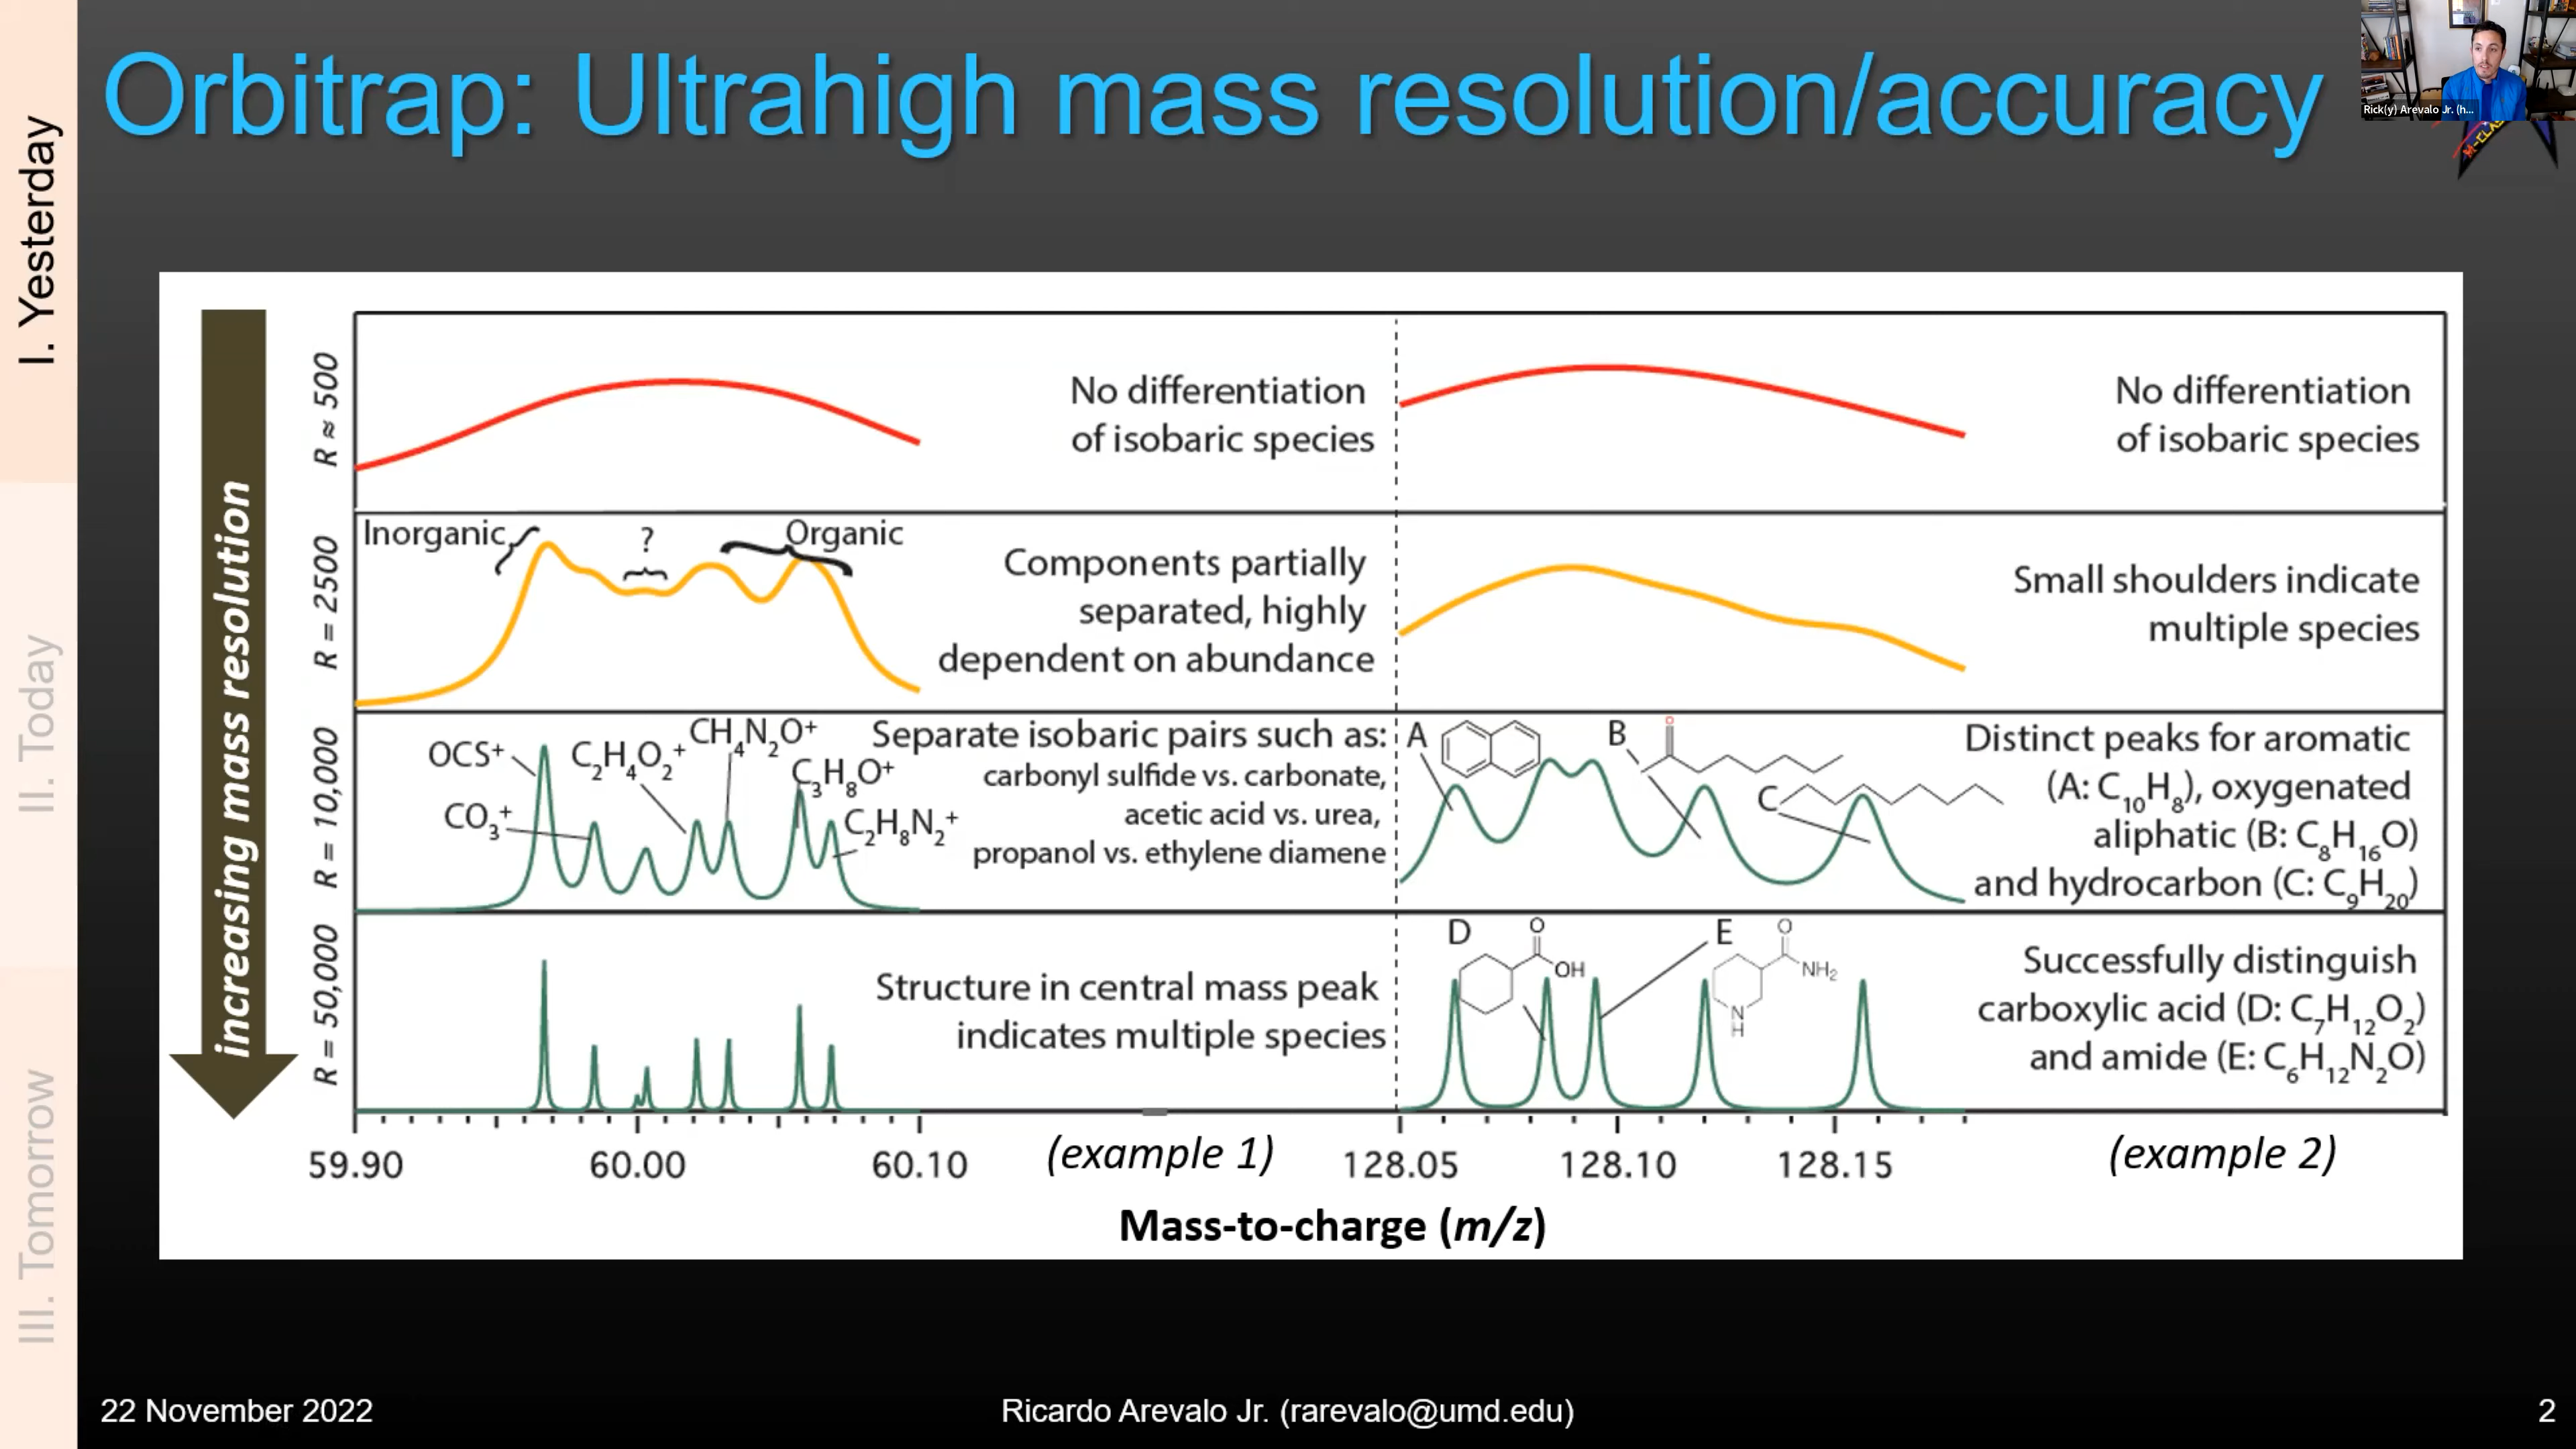 Orbitrap: Ultrahigh mass resolution/accuracy
Rick(y) Arevalo Jr. (h...
M-CLASS
I. Yesterday
II. Today
III. Tomorrow
increasing mass resolution
R ≈ 500
No differentiation
of isobaric species
No differentiation
of isobaric species
R = 2500
Inorganic
?
Organic
Components partially
separated, highly
dependent on abundance
Small shoulders indicate
multiple species
R = 10,000
OCS⁺
CO₃⁺
C₂H₄O₂⁺
CH₄N₂O⁺
C₃H₈O⁺
C₂H₈N₂⁺
Separate isobaric pairs such as:
carbonyl sulfide vs. carbonate,
acetic acid vs. urea,
propanol vs. ethylene diamene
A
B
O
C
Distinct peaks for aromatic
(A: C₁₀H₈), oxygenated
aliphatic (B: C₈H₁₆O)
and hydrocarbon (C: C₉H₂₀)
R = 50,000
Structure in central mass peak
indicates multiple species
D
O
OH
E
O
NH₂
N
H
Successfully distinguish
carboxylic acid (D: C₇H₁₂O₂)
and amide (E: C₆H₁₂N₂O)
59.90 60.00 60.10 (example 1) 128.05 128.10 128.15 (example 2)
Mass-to-charge (m/z)
22 November 2022
Ricardo Arevalo Jr. (rarevalo@umd.edu)
2